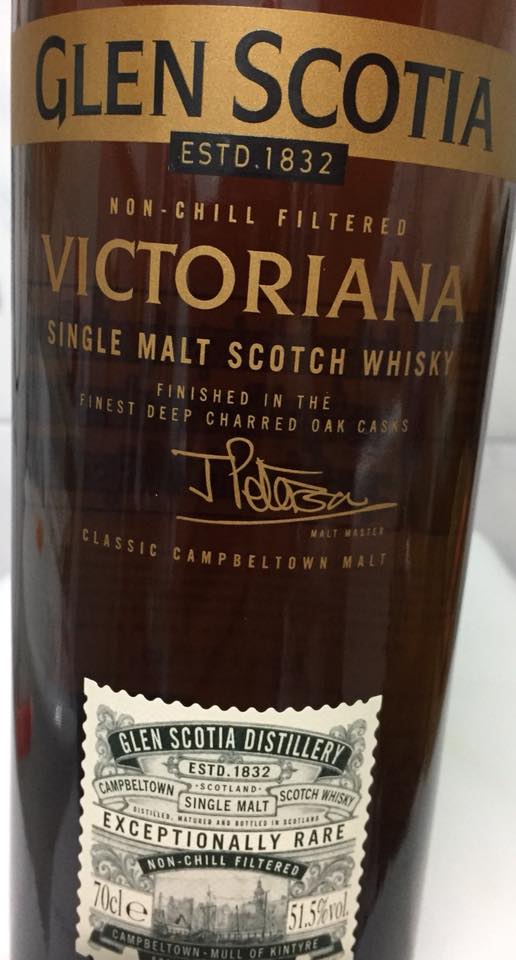 GLEN SCOTIA
ESTD.1832
NON-CHILL FILTERED
VICTORIANA
SINGLE MALT SCOTCH WHISKY
FINISHED IN THE
FINEST DEEP CHARRED OAK CASKS
J Peterson
MALT MASTER
CLASSIC CAMPBELTOWN MALT
GLEN SCOTIA DISTILLERY
ESTD.1832
CAMPBELTOWN ·SCOTLAND· SCOTCH WHISKY
SINGLE MALT
DISTILLED, MATURED AND BOTTLED IN SCOTLAND
EXCEPTIONALLY RARE
NON-CHILL FILTERED
70cl e 51.5%vol.
CAMPBELTOWN-MULL OF KINTYRE